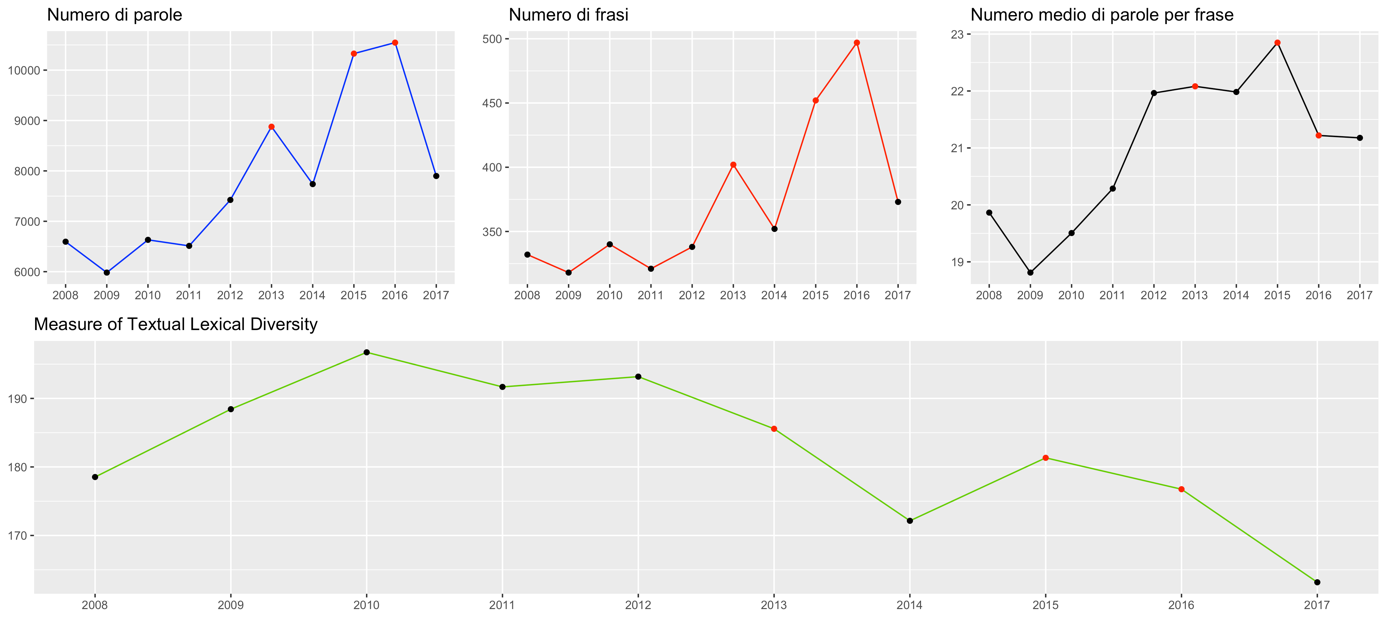 Numero di parole
10000
9000
8000
7000
6000
2008 2009 2010 2011 2012 2013 2014 2015 2016 2017
Numero di frasi
500
450
400
350
2008 2009 2010 2011 2012 2013 2014 2015 2016 2017
Numero medio di parole per frase
23
22
21
20
19
2008 2009 2010 2011 2012 2013 2014 2015 2016 2017
Measure of Textual Lexical Diversity
190
180
170
2008 2009 2010 2011 2012 2013 2014 2015 2016 2017